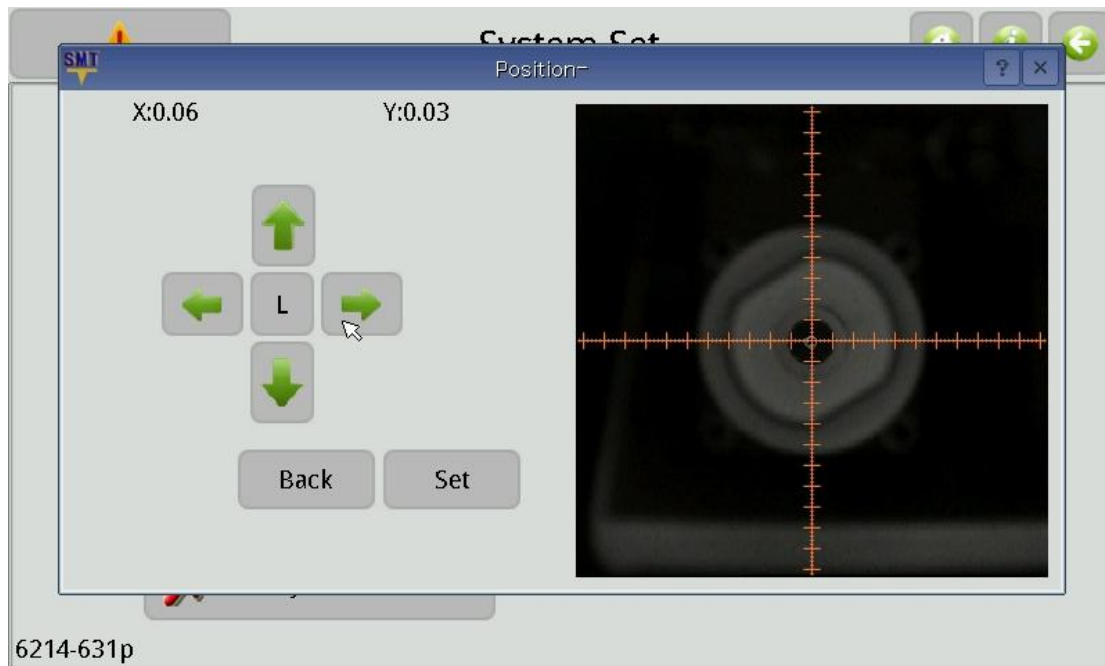 System Set
SMT
Position-
?
X:0.06 Y:0.03
L
Back Set
6214-631p